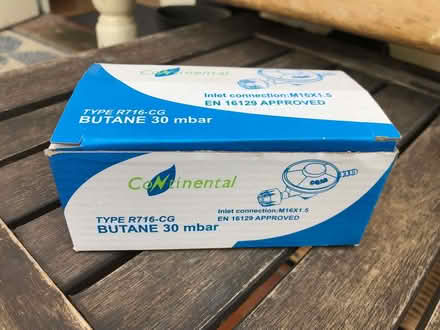 CoNtinental
Inlet connection:M16X1.5
EN 16129 APPROVED
TYPE R716-CG
BUTANE 30 mbar
CoNtinental
TYPE R716-CG
BUTANE 30 mbar
Inlet connection:M16X1.5
EN 16129 APPROVED